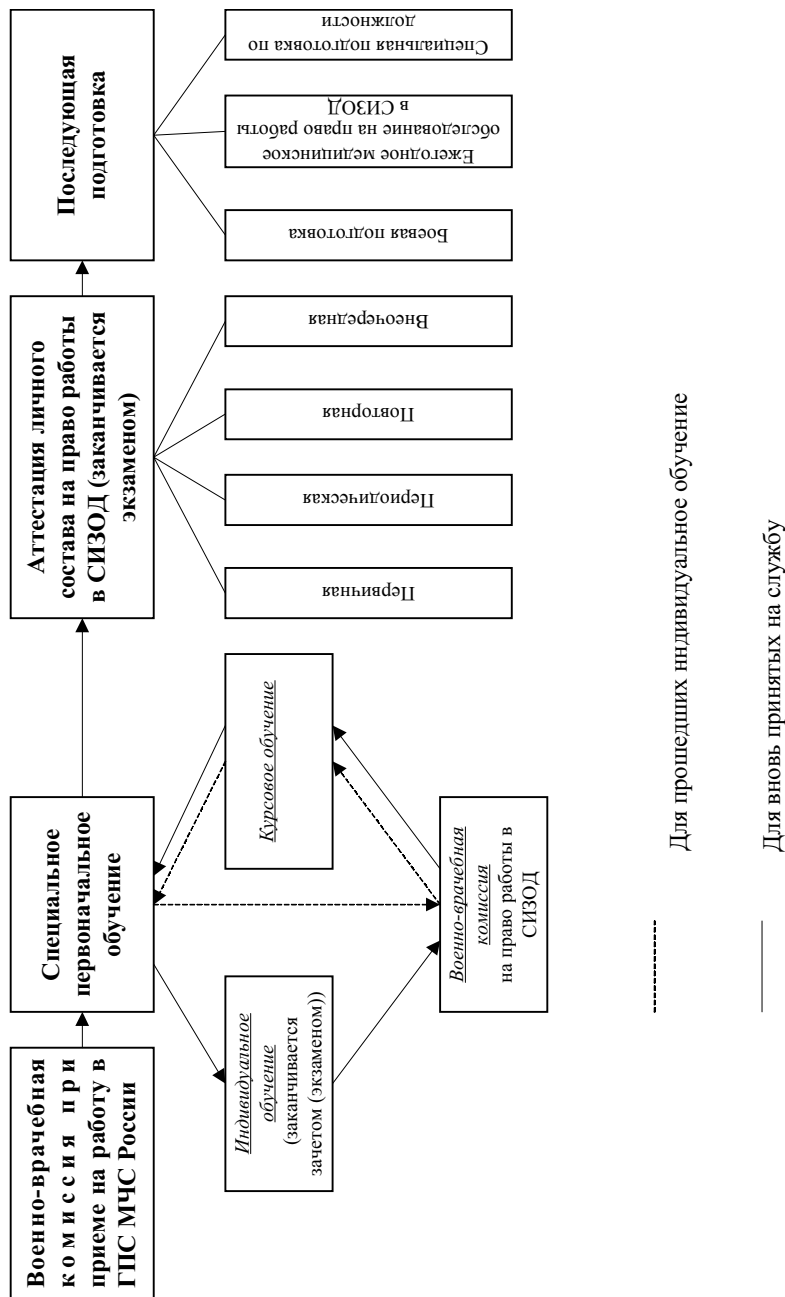 Военно-врачебная
комиссия при
приеме на работу в
ГПС МЧС России
Специальное
первоначальное
обучение
Аттестация личного
состава на право работы
в СИЗОД (заканчивается
экзаменом)
Последующая
подготовка
Индивидуальное
обучение
(заканчивается
зачетом (экзаменом))
Курсовое обучение
Военно-врачебная
комиссия
на право работы в
СИЗОД
Первичная
Периодическая
Повторная
Внеочередная
Боевая подготовка
Ежегодное медицинское
обследование на право работы
в СИЗОД
Специальная подготовка по
должности
Для прошедших нндивидуальное обучение
Для вновь принятых на службу